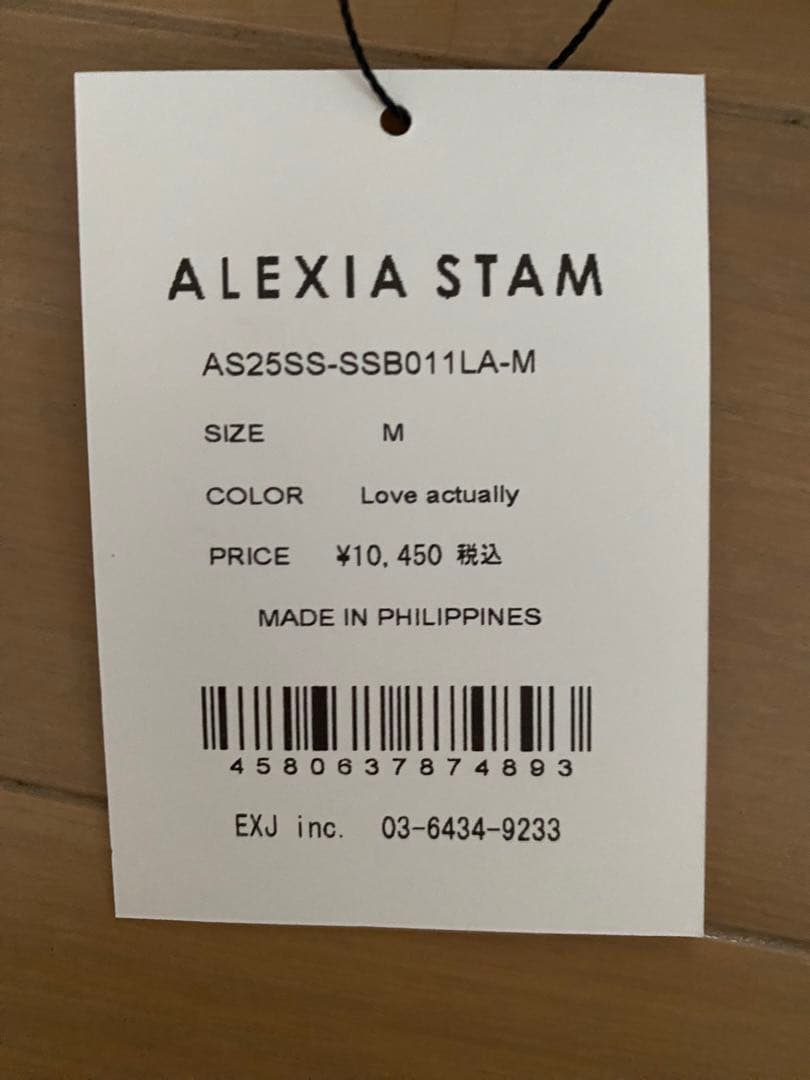 ALEXIA STAM
AS25SS-SSB011LA-M
SIZE M
COLOR Love actually
PRICE ¥10,450 税込
MADE IN PHILIPPINES
4580637874893
EXJ inc. 03-6434-9233